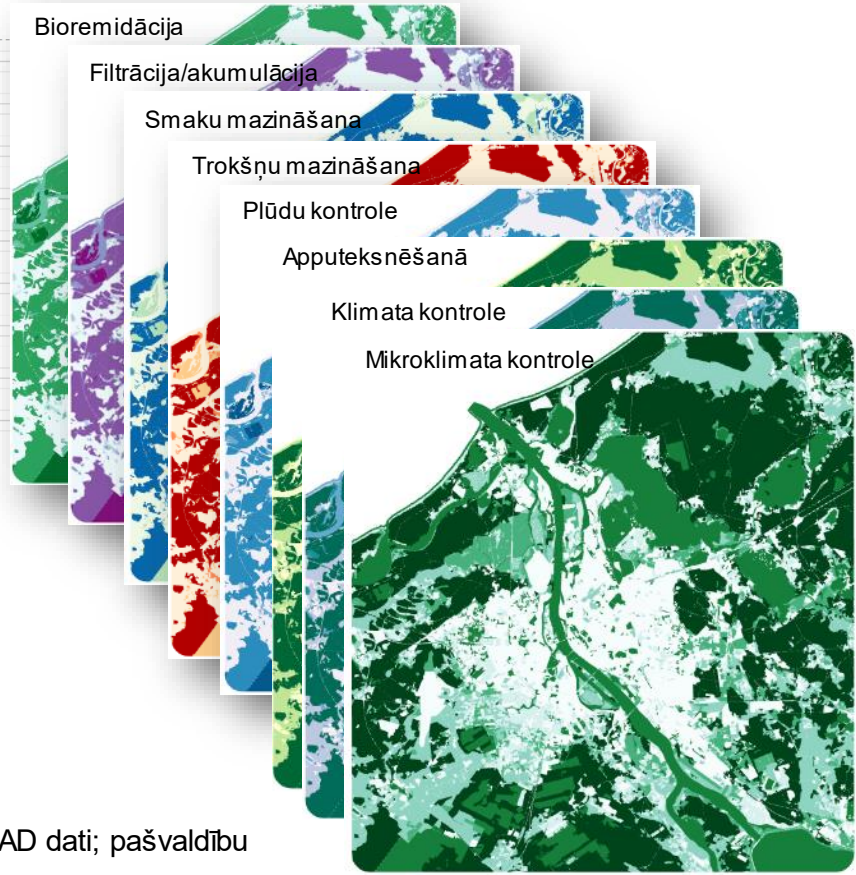 Bioremidācija
Filtrācija/akumulācija
Smaku mazināšana
Trokšņu mazināšana
Plūdu kontrole
Apputeksnēšanā
Klimata kontrole
Mikroklimata kontrole
AD dati; pašvaldību